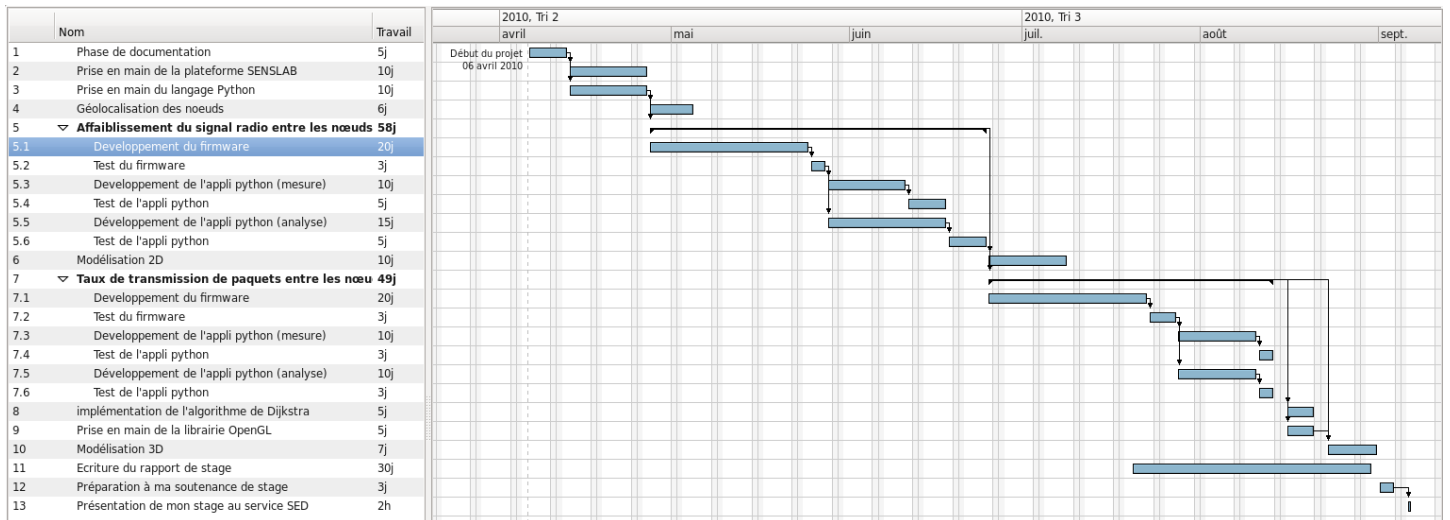 2010, Tri 2 2010, Tri 3
Nom Travail avril mai juin juil. août sept.
1 Phase de documentation 5j
Début du projet
06 avril 2010
2 Prise en main de la plateforme SENSLAB 10j
3 Prise en main du langage Python 10j
4 Géolocalisation des noeuds 6j
5 Affaiblissement du signal radio entre les nœuds 58j
5.1 Developpement du firmware 20j
5.2 Test du firmware 3j
5.3 Developpement de l'appli python (mesure) 10j
5.4 Test de l'appli python 5j
5.5 Développement de l'appli python (analyse) 15j
5.6 Test de l'appli python 5j
6 Modélisation 2D 10j
7 Taux de transmission de paquets entre les nœu 49j
7.1 Developpement du firmware 20j
7.2 Test du firmware 3j
7.3 Developpement de l'appli python (mesure) 10j
7.4 Test de l'appli python 3j
7.5 Développement de l'appli python (analyse) 10j
7.6 Test de l'appli python 3j
8 implémentation de l'algorithme de Dijkstra 5j
9 Prise en main de la librairie OpenGL 5j
10 Modélisation 3D 7j
11 Ecriture du rapport de stage 30j
12 Préparation à ma soutenance de stage 3j
13 Présentation de mon stage au service SED 2h